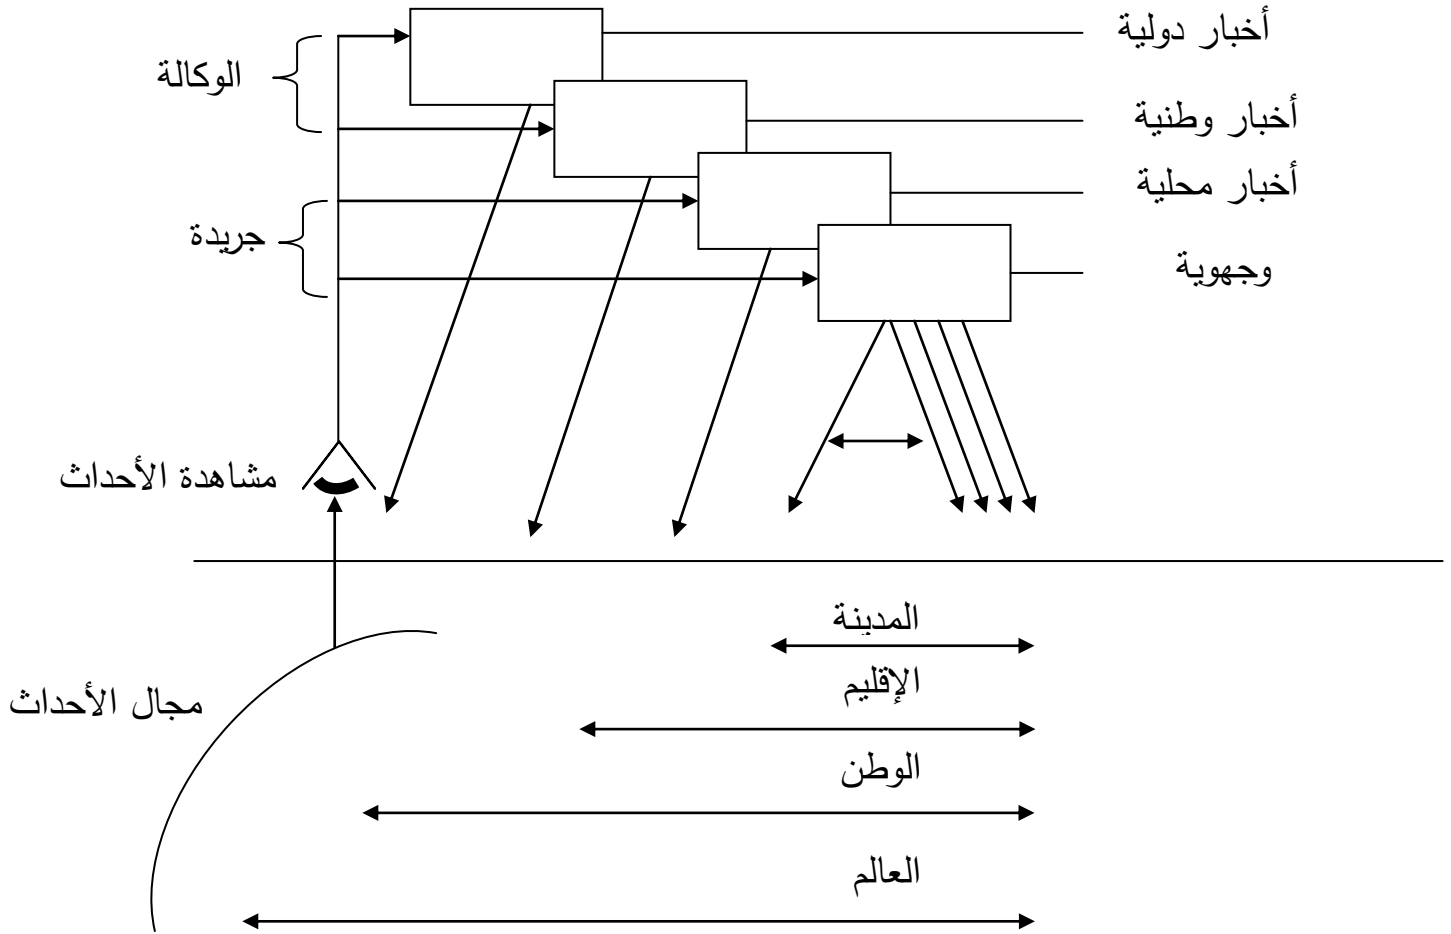 أخبار دولية
الوكالة
أخبار وطنية
أخبار محلية
جريدة
وجهوية
مشاهدة الأحداث
المدينة
الإقليم
مجال الأحداث
الوطن
العالم